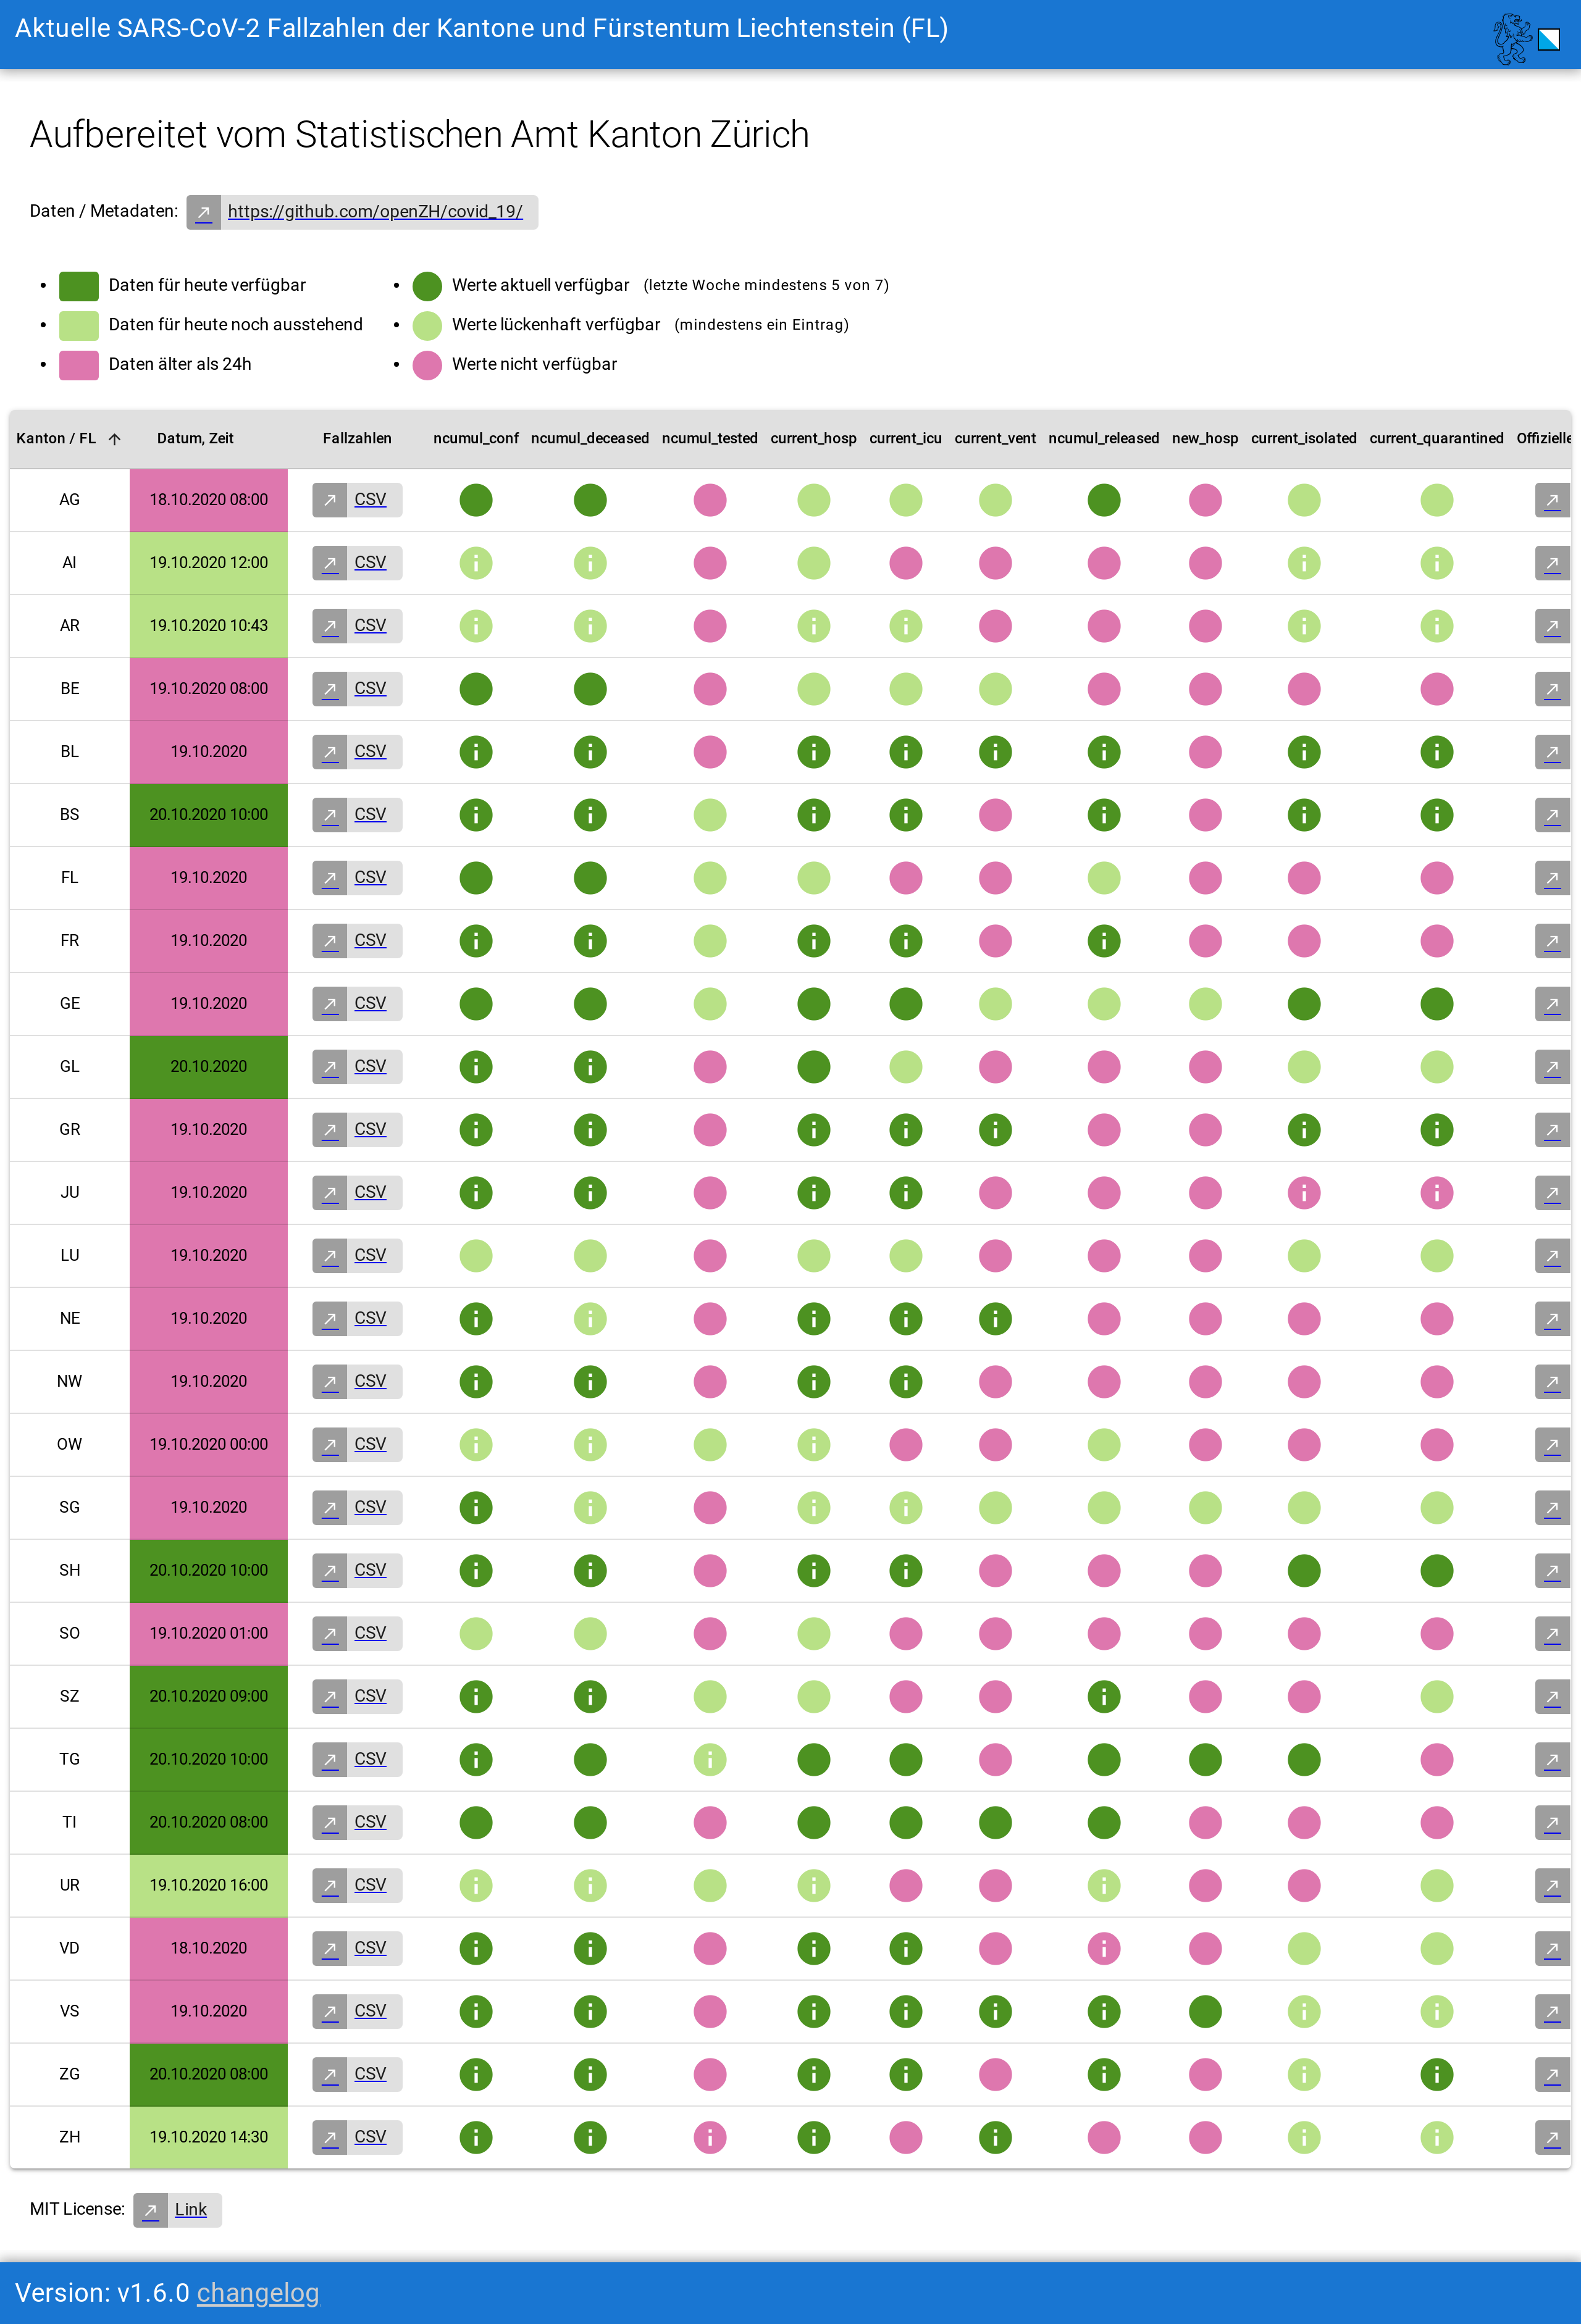 Aktuelle SARS-CoV-2 Fallzahlen der Kantone und Fürstentum Liechtenstein (FL)
Aufbereitet vom Statistischen Amt Kanton Zürich
Daten / Metadaten: https://github.com/openZH/covid_19/
Daten für heute verfügbar
Daten für heute noch ausstehend
Daten älter als 24h
Werte aktuell verfügbar (letzte Woche mindestens 5 von 7)
Werte lückenhaft verfügbar (mindestens ein Eintrag)
Werte nicht verfügbar
Kanton / FL Datum, Zeit Fallzahlen ncumul_conf ncumul_deceased ncumul_tested current_hosp current_icu current_vent ncumul_released new_hosp current_isolated current_quarantined Offizielle
AG 18.10.2020 08:00 CSV
AI 19.10.2020 12:00 CSV
AR 19.10.2020 10:43 CSV
BE 19.10.2020 08:00 CSV
BL 19.10.2020 CSV
BS 20.10.2020 10:00 CSV
FL 19.10.2020 CSV
FR 19.10.2020 CSV
GE 19.10.2020 CSV
GL 20.10.2020 CSV
GR 19.10.2020 CSV
JU 19.10.2020 CSV
LU 19.10.2020 CSV
NE 19.10.2020 CSV
NW 19.10.2020 CSV
OW 19.10.2020 00:00 CSV
SG 19.10.2020 CSV
SH 20.10.2020 10:00 CSV
SO 19.10.2020 01:00 CSV
SZ 20.10.2020 09:00 CSV
TG 20.10.2020 10:00 CSV
TI 20.10.2020 08:00 CSV
UR 19.10.2020 16:00 CSV
VD 18.10.2020 CSV
VS 19.10.2020 CSV
ZG 20.10.2020 08:00 CSV
ZH 19.10.2020 14:30 CSV
MIT License: Link
Version: v1.6.0 changelog